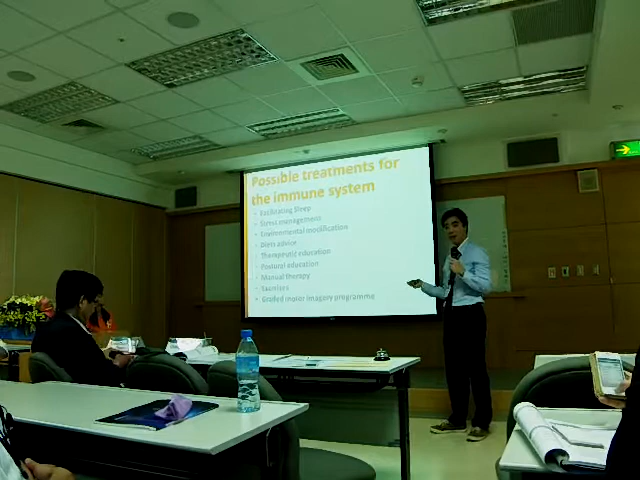 Possible treatments for
the immune system
- Facilitating Sleep
- Stress management
- Environmental modification
- Diets advice
- Therapeutic education
- Postural education
- Manual therapy
- Exercises
- Graded motor imagery programme